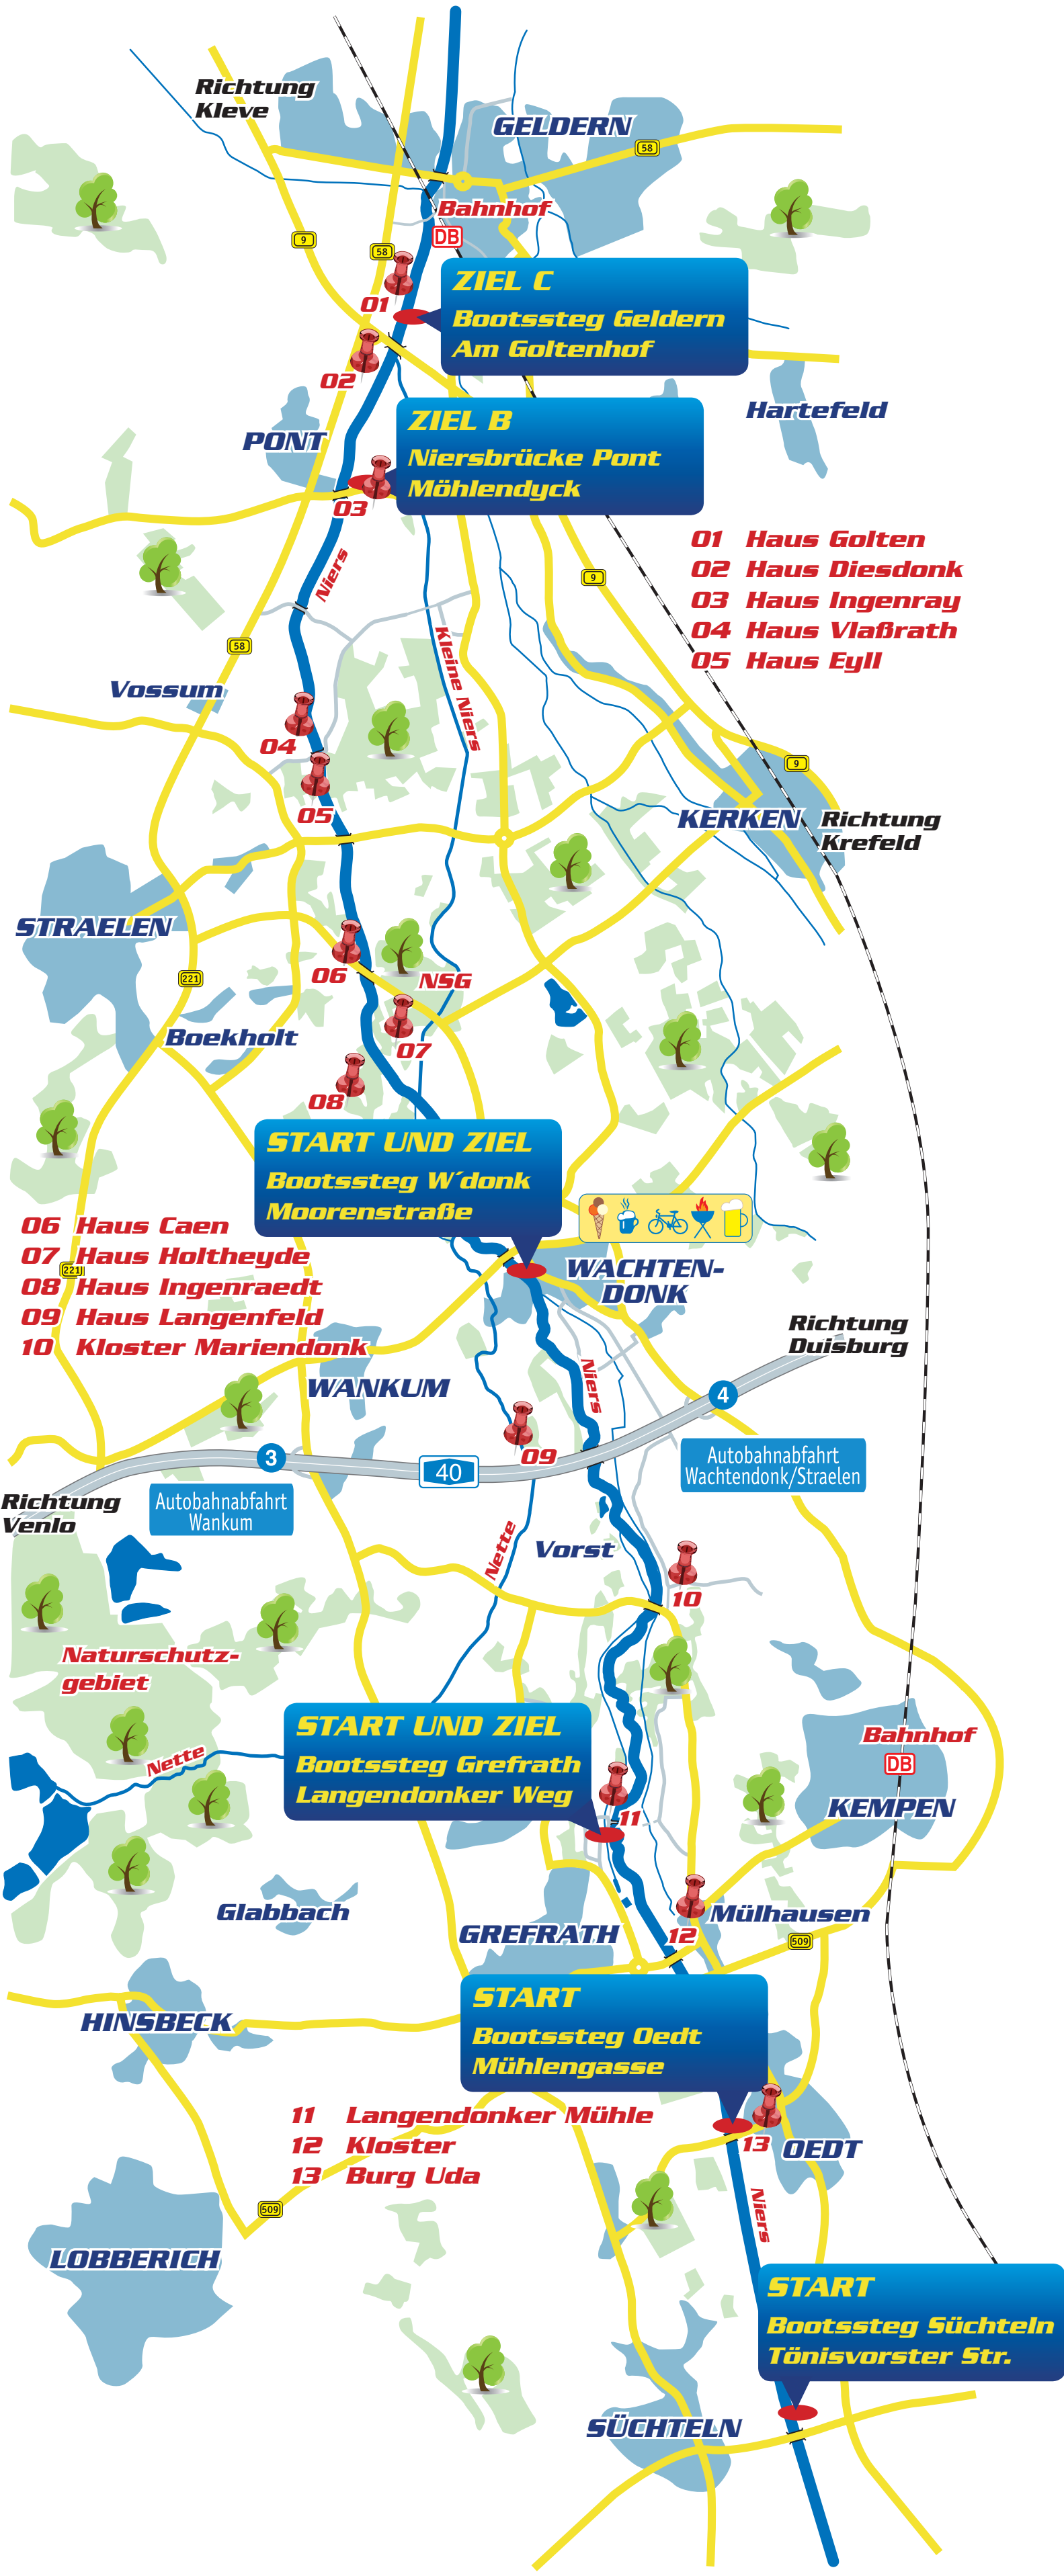 Richtung
Kleve
GELDERN
58
Bahnhof
DB
9
58
01
ZIEL C
Bootssteg Geldern
Am Goltenhof
02
Hartefeld
ZIEL B
Niersbrücke Pont
Möhlendyck
PONT
03
01 Haus Golten
02 Haus Diesdonk
03 Haus Ingenray
04 Haus Vlaßrath
05 Haus Eyll
Niers
9
58
Kleine Niers
Vossum
04
9
05
KERKEN
Richtung
Krefeld
STRAELEN
06
NSG
221
Boekholt
07
08
START UND ZIEL
Bootssteg W´donk
Moorenstraße
06 Haus Caen
07 Haus Holtheyde
08 Haus Ingenraedt
09 Haus Langenfeld
10 Kloster Mariendonk
221
WACHTEN-
DONK
Richtung
Duisburg
WANKUM
Niers
4
09
3
40
Autobahnabfahrt
Wachtendonk/Straelen
Autobahnabfahrt
Wankum
Richtung
Venlo
Nette
Vorst
10
Naturschutz-
gebiet
START UND ZIEL
Bootssteg Grefrath
Langendonker Weg
Nette
Bahnhof
DB
KEMPEN
11
Glabbach
GREFRATH
Mülhausen
12
509
HINSBECK
START
Bootssteg Oedt
Mühlengasse
11 Langendonker Mühle
12 Kloster
13 Burg Uda
13
OEDT
509
Niers
LOBBERICH
START
Bootssteg Süchteln
Tönisvorster Str.
SÜCHTELN